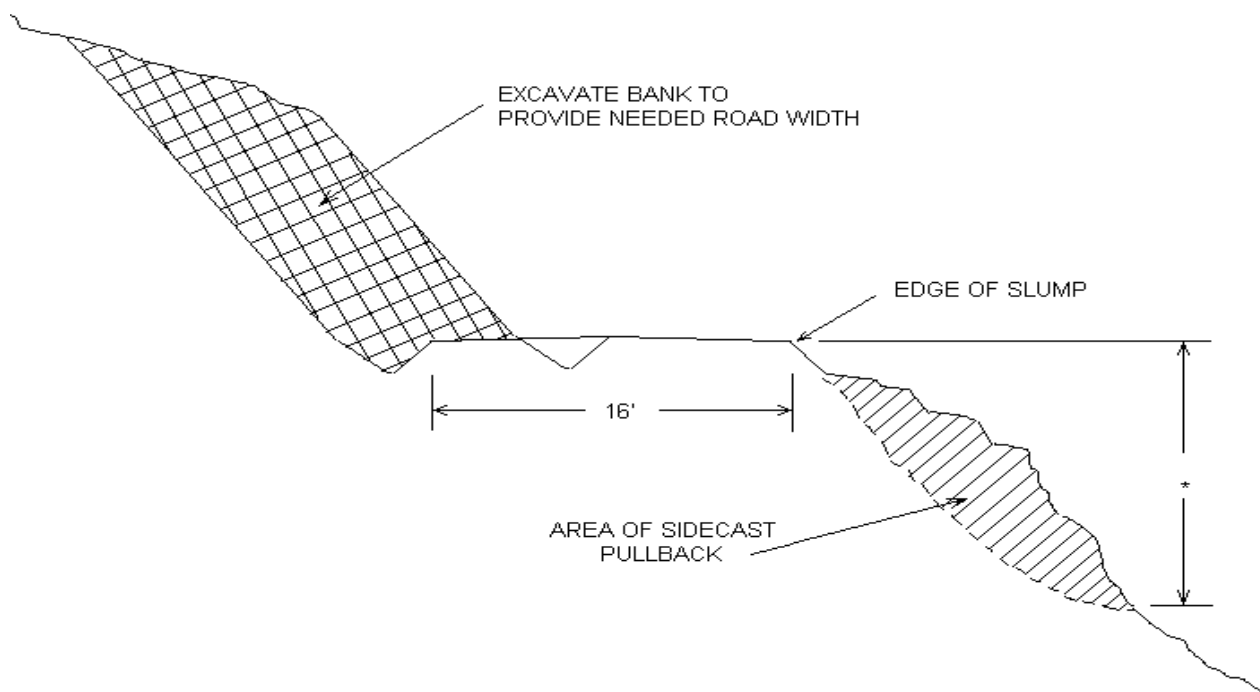 EXCAVATE BANK TO
PROVIDE NEEDED ROAD WIDTH
EDGE OF SLUMP
16'
*
AREA OF SIDECAST
PULLBACK